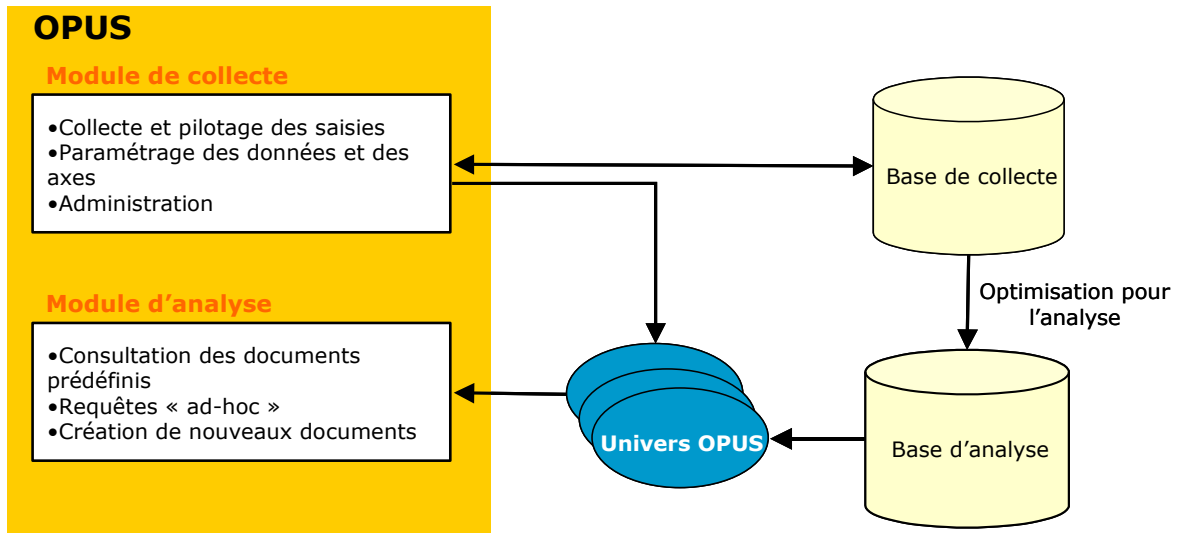 OPUS
Module de collecte
•Collecte et pilotage des saisies
•Paramétrage des données et des
axes
•Administration
Base de collecte
Optimisation pour
l’analyse
Module d’analyse
•Consultation des documents
prédéfinis
•Requêtes « ad-hoc »
•Création de nouveaux documents
Univers OPUS
Base d’analyse